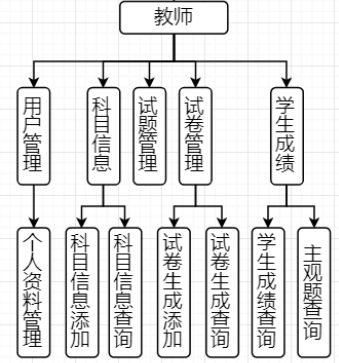 教师
用户管理
科目信息
试题管理
试卷管理
学生成绩
个人资料管理
科目信息添加
科目信息查询
试卷生成添加
试卷生成查询
学生成绩查询
主观题查询